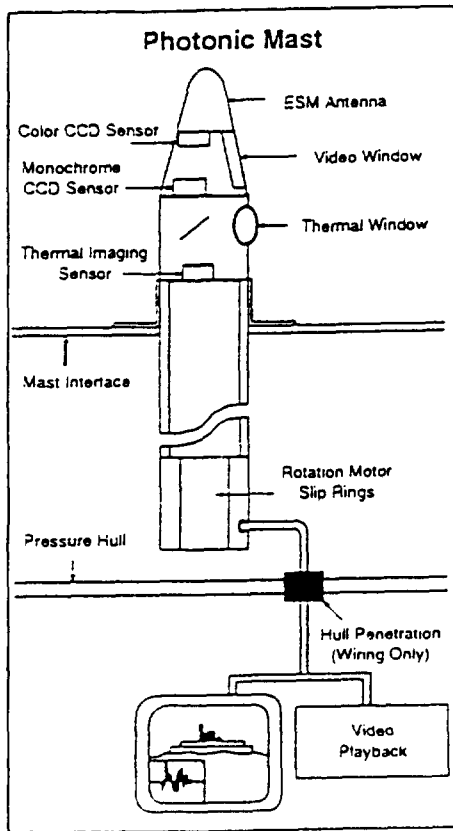 Photonic Mast
ESM Antenna
Color CCD Sensor
Video Window
Monochrome
CCD Sensor
Thermal Window
Thermal Imaging
Sensor
Mast Interface
Rotation Motor
Slip Rings
Pressure Hull
Hull Penetration
(Wiring Only)
Video
Playback